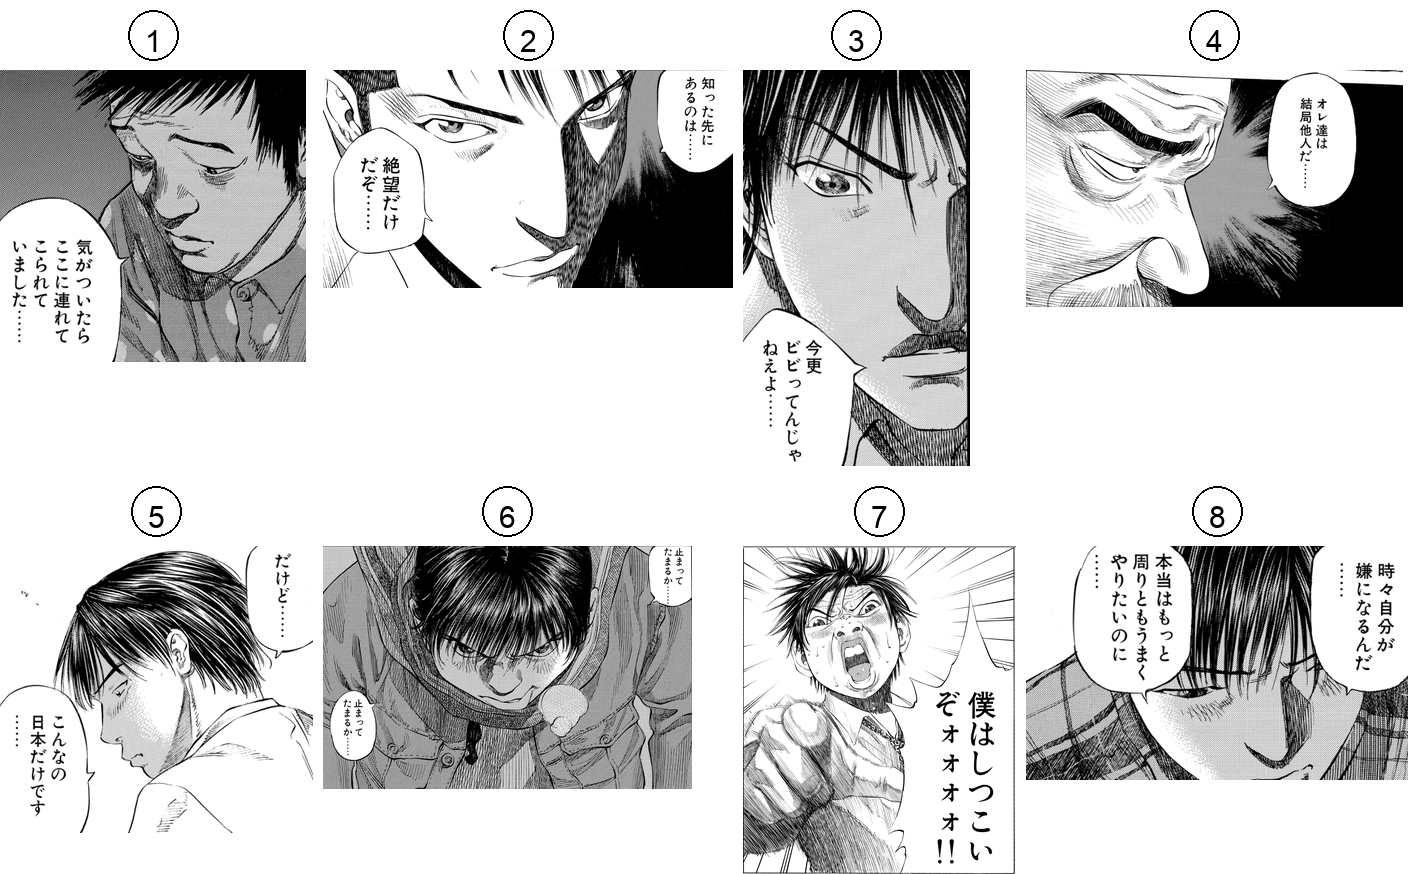 1
気がついたら
ここに連れて
こられて
いました……
2
知った先に
あるのは……
絶望だけ
だぞ……
3
今更
ビビってんじゃ
ねえよ……
4
オレ達は
結局他人だ……
5
だけど……
こんなの
日本だけです
……
6
止まって
たまるか……
止まって
たまるか……
7
僕はしつこい
ぞォォォォ!!
8
時々自分が
嫌になるんだ
……
本当はもっと
周りともうまく
やりたいのに
……